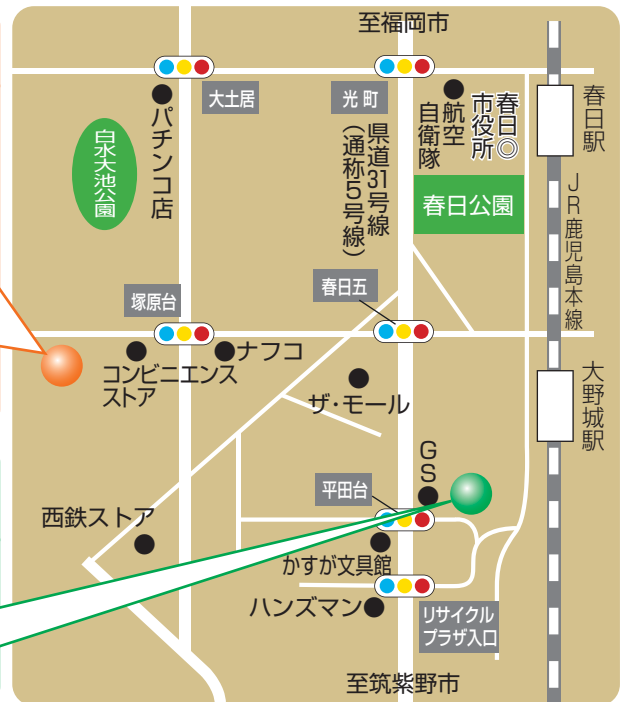 至福岡市
大土居
光町
パチンコ店
白水大池公園
県道31号線
（通称５号線）
航空
自衛隊
春日◎
市役所
春日駅
春日公園
JR鹿児島本線
塚原台
春日五
コンビニエンス
ストア
ナフコ
ザ・モール
大野城駅
GS
平田台
西鉄ストア
かすが文具館
ハンズマン
リサイクル
プラザ入口
至筑紫野市